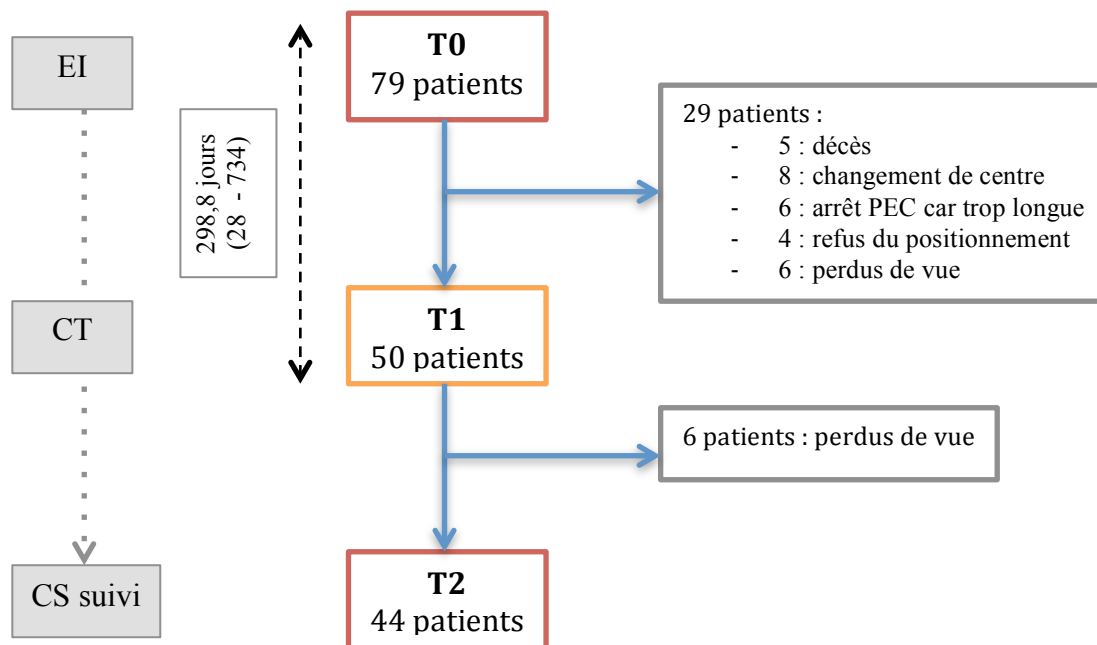 EI
CT
CS suivi
298,8 jours
(28 - 734)
T0
79 patients
29 patients :
- 5 : décès
- 8 : changement de centre
- 6 : arrêt PEC car trop longue
- 4 : refus du positionnement
- 6 : perdus de vue
T1
50 patients
6 patients : perdus de vue
T2
44 patients